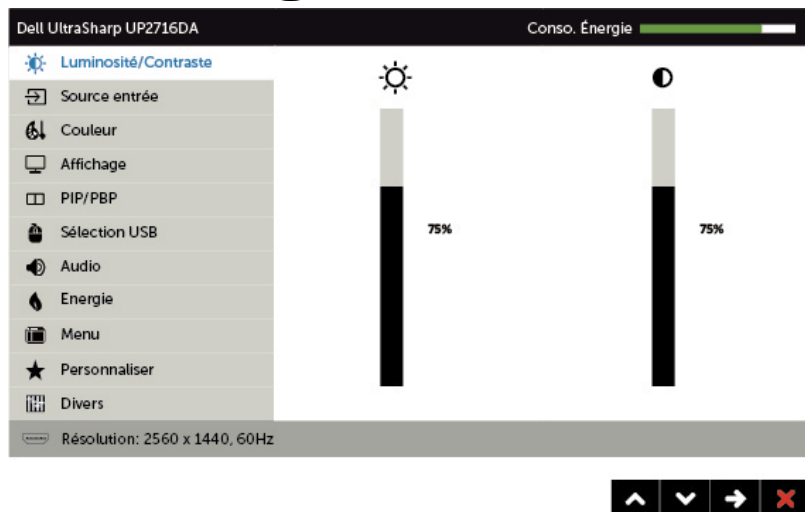 Dell UltraSharp UP2716DA Conso. Énergie
Luminosité/Contraste
Source entrée
Couleur
Affichage
PIP/PBP
Sélection USB
Audio
Energie
Menu
Personnaliser
Divers
75% 75%
Résolution: 2560 x 1440, 60Hz